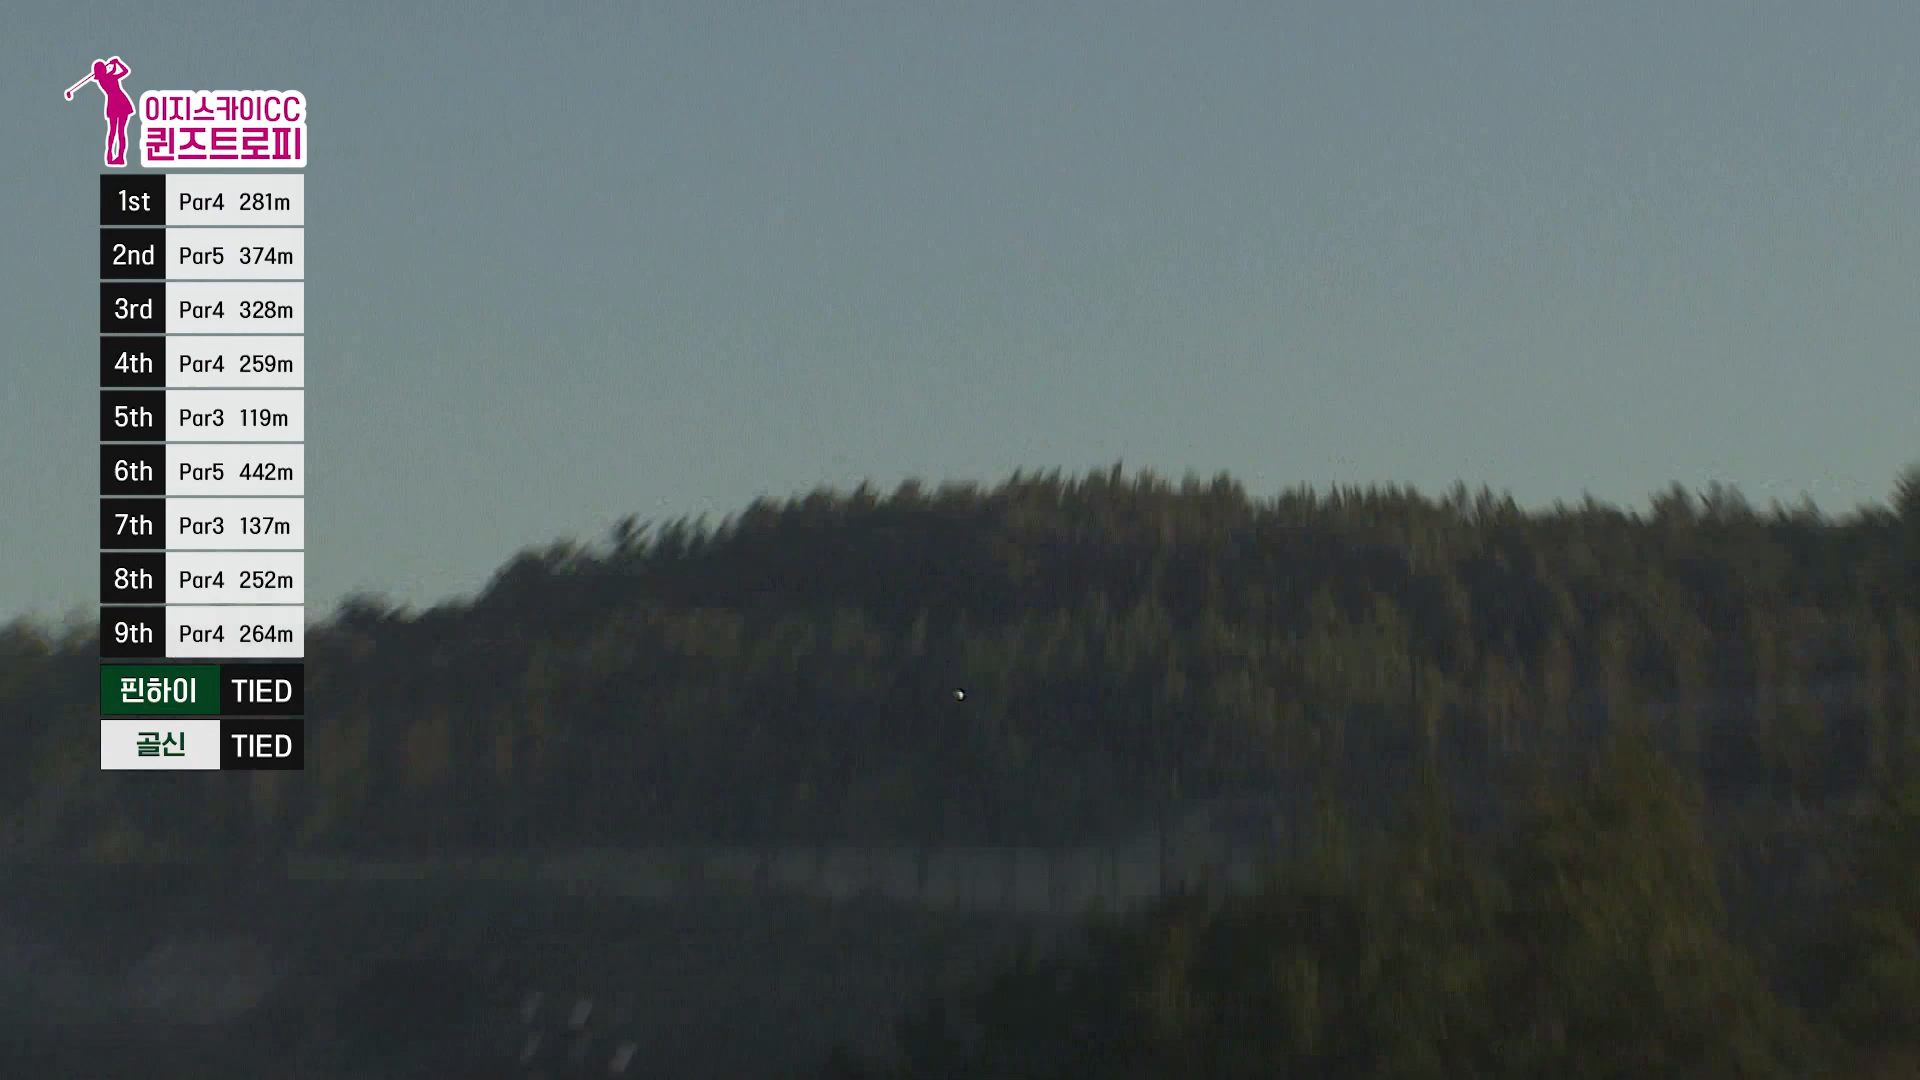 이지스카이CC
퀸즈트로피
1st Par4 281m
2nd Par5 374m
3rd Par4 328m
4th Par4 259m
5th Par3 119m
6th Par5 442m
7th Par3 137m
8th Par4 252m
9th Par4 264m
핀하이 TIED
골신 TIED